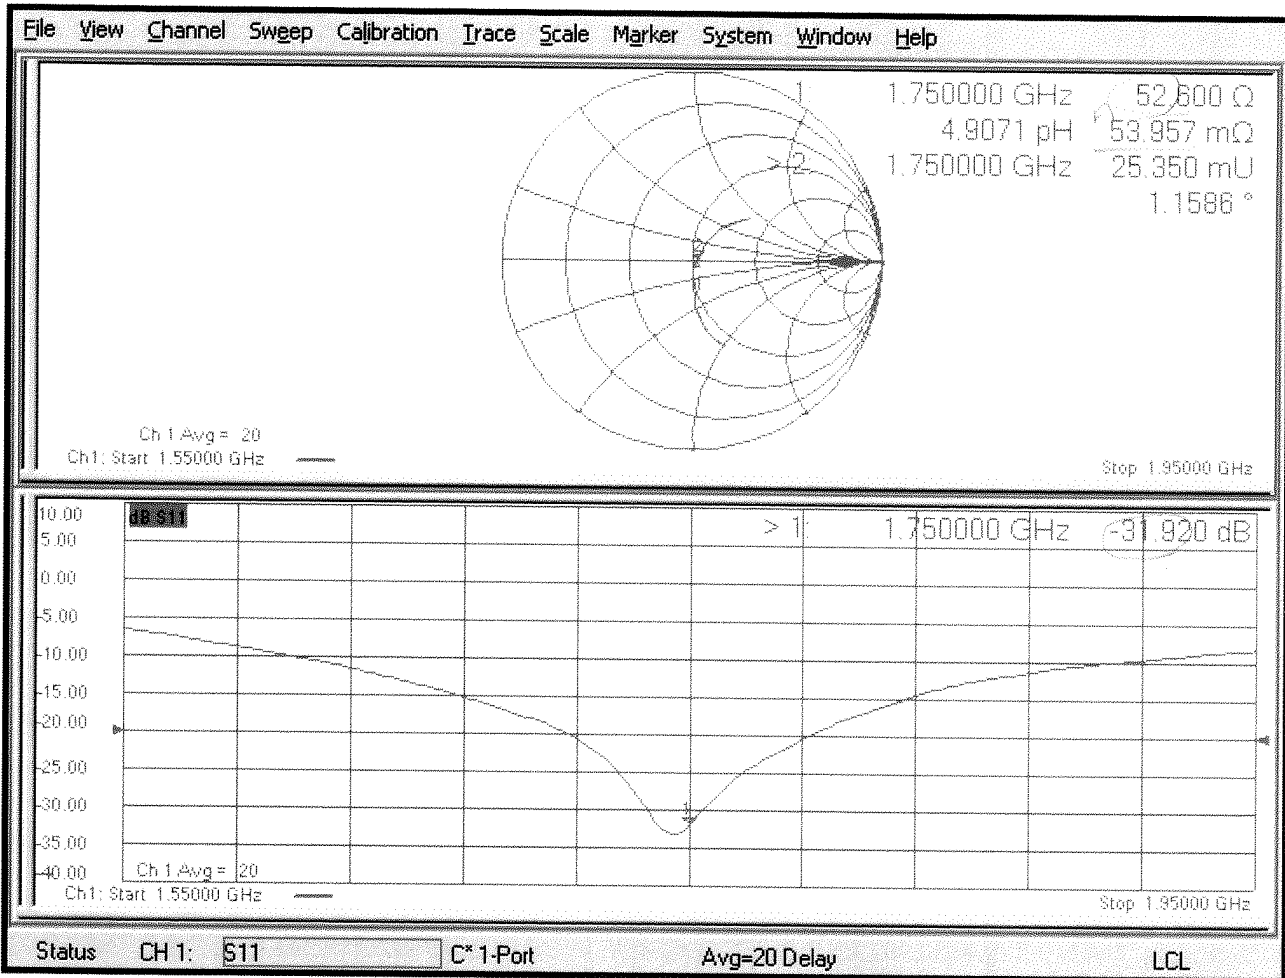 File View Channel Sweep Calibration Trace Scale Marker System Window Help
1: 1.750000 GHz 52.600 Ω
4.9071 pH 53.957 mΩ
> 2: 1.750000 GHz 25.350 mU
1.1586 °
Ch 1 Avg = 20
Ch1: Start 1.55000 GHz
Stop 1.95000 GHz
10.00
dB S11
> 1: 1.750000 GHz -31.920 dB
5.00
0.00
-5.00
-10.00
-15.00
-20.00
-25.00
-30.00
1
-35.00
-40.00
Ch 1 Avg = 20
Ch1: Start 1.55000 GHz
Stop 1.95000 GHz
Status CH 1: S11 C* 1-Port Avg=20 Delay LCL